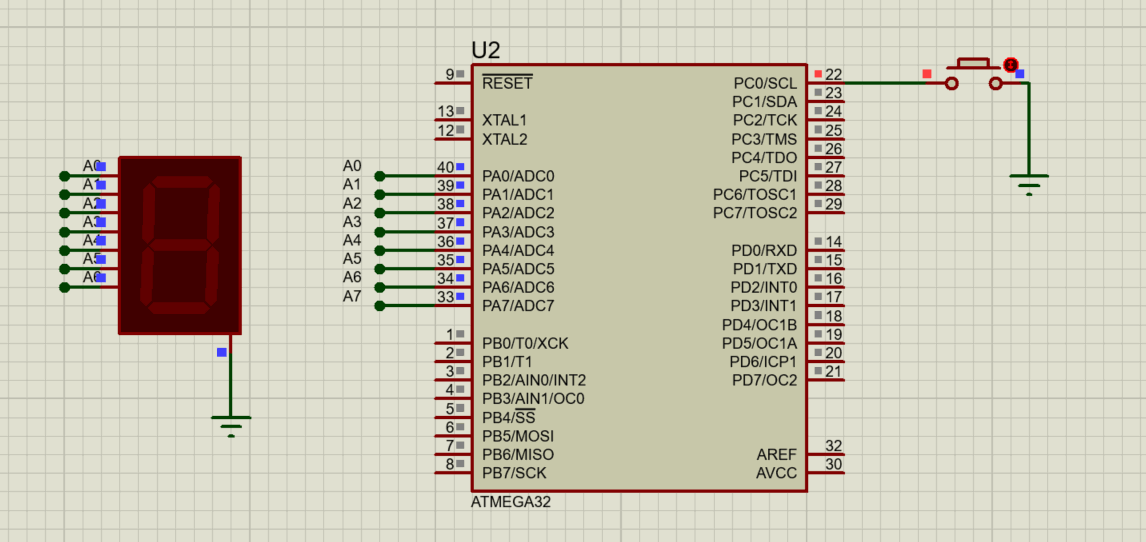 U2
A0
A1
A2
A3
A4
A5
A6
A0
A1
A2
A3
A4
A5
A6
A7
9
13
12
40
39
38
37
36
35
34
33
1
2
3
4
5
6
7
8
RESET
XTAL1
XTAL2
PA0/ADC0
PA1/ADC1
PA2/ADC2
PA3/ADC3
PA4/ADC4
PA5/ADC5
PA6/ADC6
PA7/ADC7
PB0/T0/XCK
PB1/T1
PB2/AIN0/INT2
PB3/AIN1/OC0
PB4/SS
PB5/MOSI
PB6/MISO
PB7/SCK
PC0/SCL
PC1/SDA
PC2/TCK
PC3/TMS
PC4/TDO
PC5/TDI
PC6/TOSC1
PC7/TOSC2
PD0/RXD
PD1/TXD
PD2/INT0
PD3/INT1
PD4/OC1B
PD5/OC1A
PD6/ICP1
PD7/OC2
AREF
AVCC
22
23
24
25
26
27
28
29
14
15
16
17
18
19
20
21
32
30
ATMEGA32